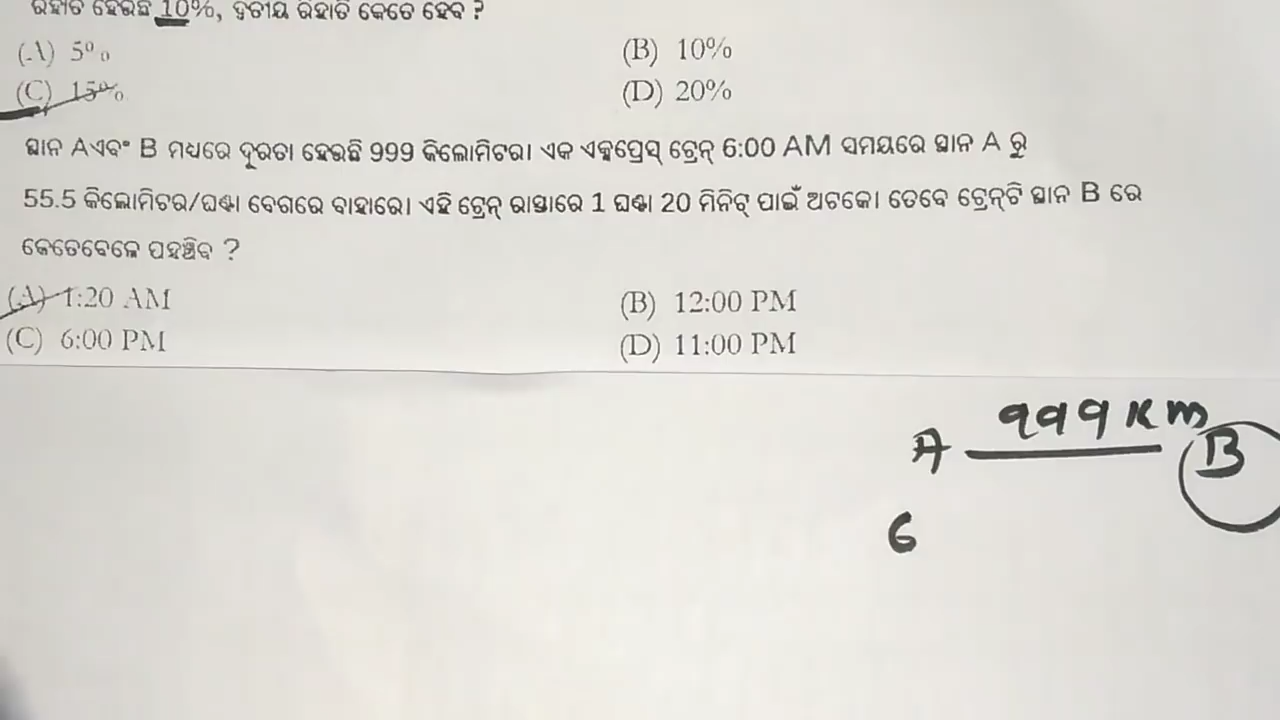 ରିହାତି ହେଉଛି 10%, ଦ୍ୱିତୀୟ ରିହାତି କେତେ ହେବ ?
(A) 5%
(B) 10%
(C) 15%
(D) 20%
ସ୍ଥାନ A ଏବଂ B ମଧ୍ୟରେ ଦୂରତା ହେଉଛି 999 କିଲୋମିଟର। ଏକ ଏକ୍ସପ୍ରେସ୍ ଟ୍ରେନ୍ 6:00 AM ସମୟରେ ସ୍ଥାନ A ରୁ
55.5 କିଲୋମିଟର/ଘଣ୍ଟା ବେଗରେ ବାହାରେ। ଏହି ଟ୍ରେନ୍ ରାସ୍ତାରେ 1 ଘଣ୍ଟା 20 ମିନିଟ୍ ପାଇଁ ଅଟକେ। ତେବେ ଟ୍ରେନ୍‌ଟି ସ୍ଥାନ B ରେ
କେତେବେଳେ ପହଞ୍ଚିବ ?
(A) 1:20 AM
(B) 12:00 PM
(C) 6:00 PM
(D) 11:00 PM
999 Km
A B
6